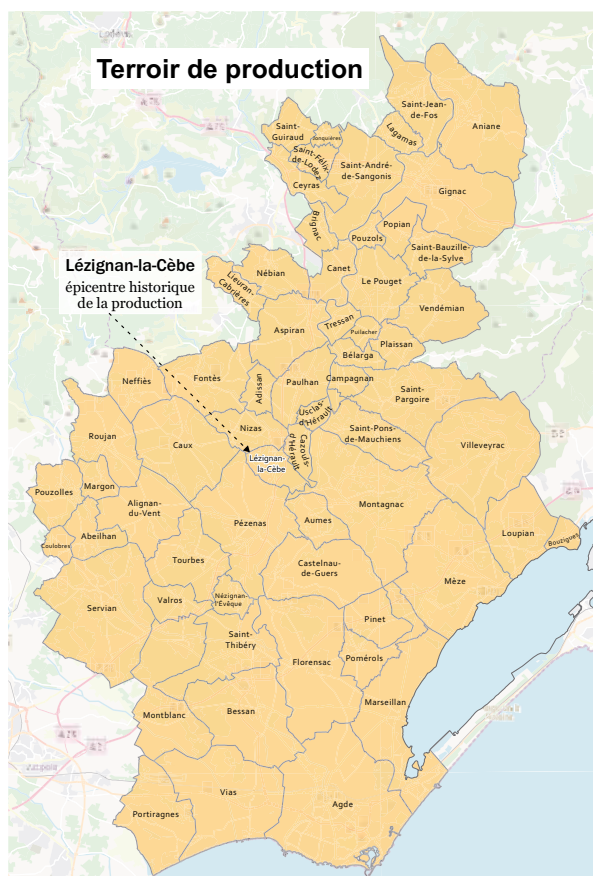 Terroir de production
Saint-Jean-
de-Fos
Aniane
Lagamas
Saint-
Guiraud
Jonquières
Saint-Félix-
de-Lodez
Saint-André-
de-Sangonis
Ceyras
Gignac
Brignac
Popian
Pouzols
Saint-Bauzille-
de-la-Sylve
Lézignan-la-Cèbe
épicentre historique
de la production
Nébian
Canet
Le Pouget
Lieuran-
Cabrières
Vendémian
Aspiran
Tressan
Puilacher
Plaissan
Bélarga
Neffiès
Fontès
Adissan
Paulhan
Campagnan
Saint-
Pargoire
Usclas-
d'Hérault
Roujan
Caux
Nizas
Cazouls-
d'Hérault
Saint-Pons-
de-Mauchiens
Villeveyrac
Lézignan-
la-Cèbe
Pouzolles
Margon
Alignan-
du-Vent
Montagnac
Pézenas
Aumes
Abeilhan
Coulobres
Loupian
Bouzigues
Tourbes
Castelnau-
de-Guers
Mèze
Servian
Valros
Nézignan-
l'Évêque
Pinet
Saint-
Thibéry
Florensac
Pomérols
Montblanc
Bessan
Marseillan
Vias
Agde
Portiragnes